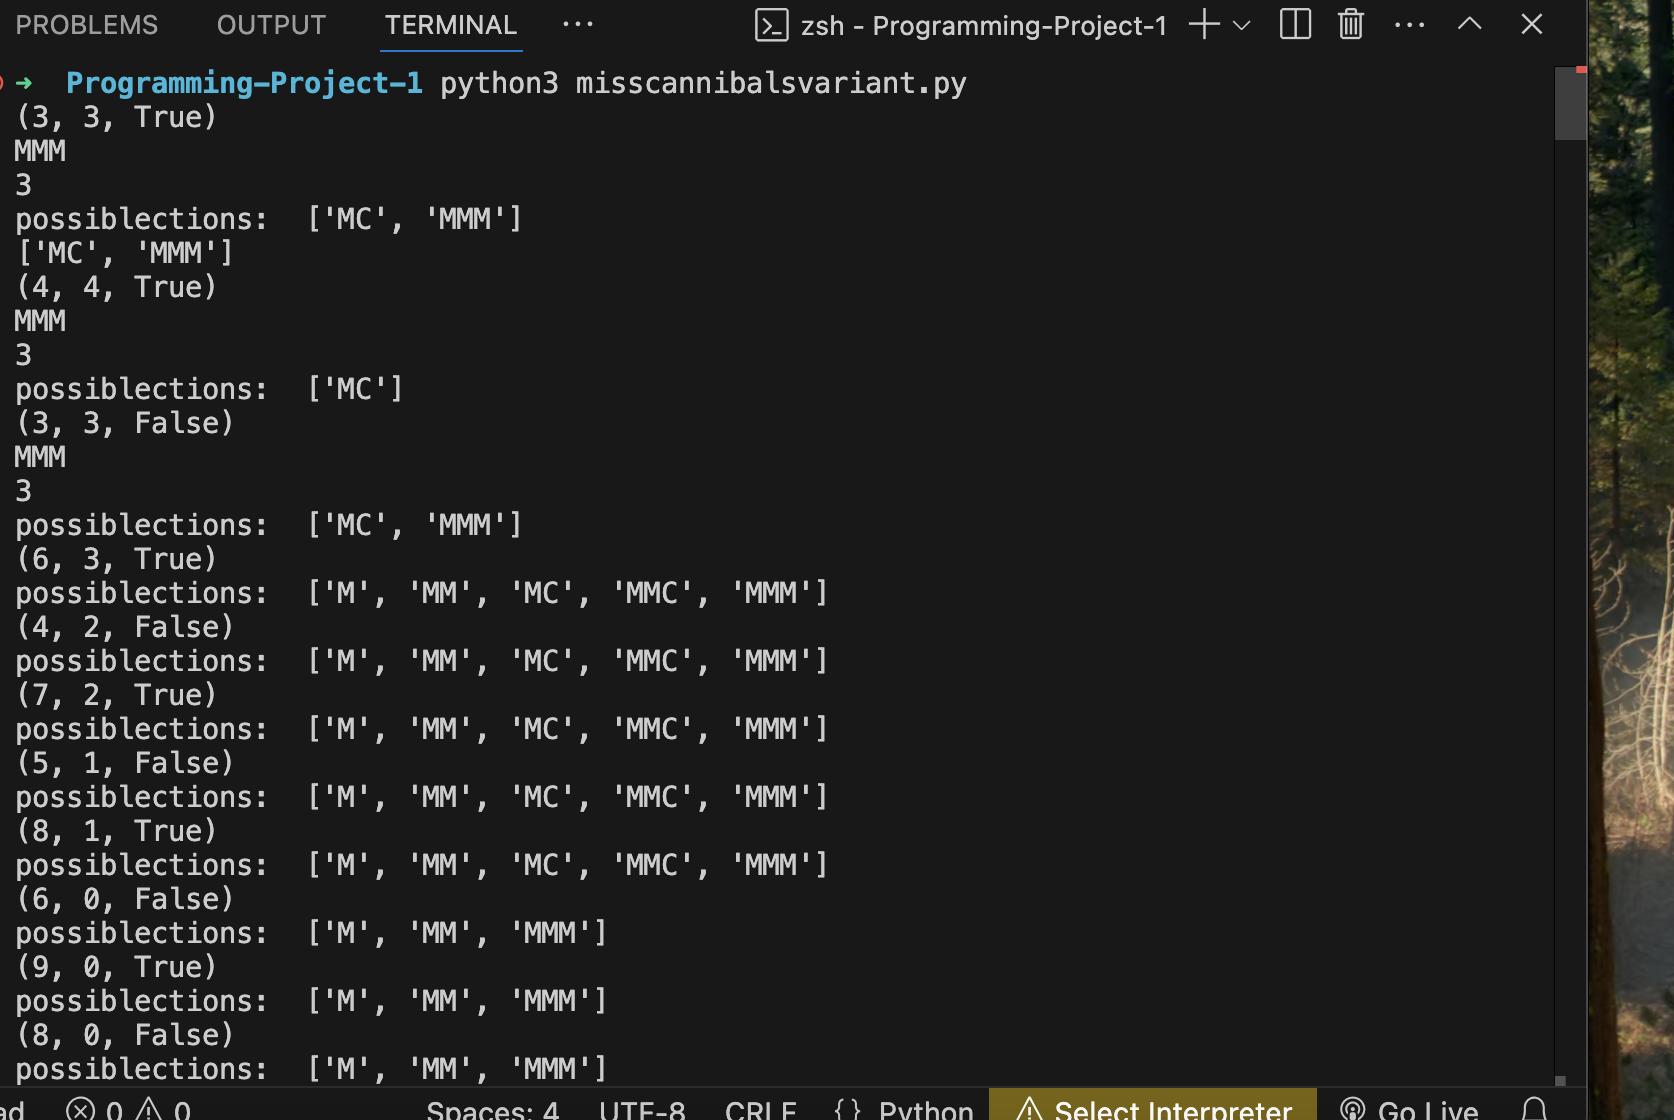 PROBLEMS OUTPUT TERMINAL ··· zsh - Programming-Project-1
→ Programming-Project-1 python3 misscannibalsvariant.py
(3, 3, True)
MMM
3
possiblections:  ['MC', 'MMM']
['MC', 'MMM']
(4, 4, True)
MMM
3
possiblections:  ['MC']
(3, 3, False)
MMM
3
possiblections:  ['MC', 'MMM']
(6, 3, True)
possiblections:  ['M', 'MM', 'MC', 'MMC', 'MMM']
(4, 2, False)
possiblections:  ['M', 'MM', 'MC', 'MMC', 'MMM']
(7, 2, True)
possiblections:  ['M', 'MM', 'MC', 'MMC', 'MMM']
(5, 1, False)
possiblections:  ['M', 'MM', 'MC', 'MMC', 'MMM']
(8, 1, True)
possiblections:  ['M', 'MM', 'MC', 'MMC', 'MMM']
(6, 0, False)
possiblections:  ['M', 'MM', 'MMM']
(9, 0, True)
possiblections:  ['M', 'MM', 'MMM']
(8, 0, False)
possiblections:  ['M', 'MM', 'MMM']
ad 0 0 Spaces: 4 UTF-8 CRLF {} Python Select Interpreter Go Live